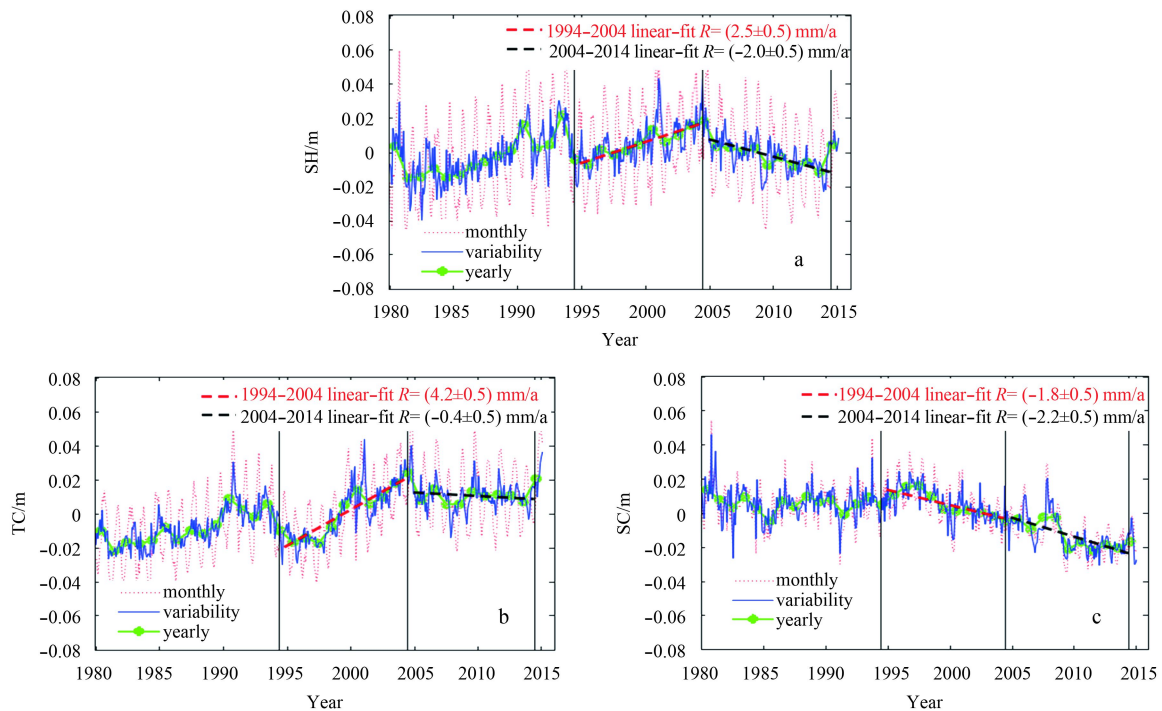 0.08
1994-2004 linear-fit R= (2.5±0.5) mm/a
0.06
2004-2014 linear-fit R= (-2.0±0.5) mm/a
0.04
0.02
SH/m
0
-0.02
-0.04
monthly
-0.06
variability
a
yearly
-0.08
1980 1985 1990 1995 2000 2005 2010 2015
Year
0.08
1994-2004 linear-fit R= (4.2±0.5) mm/a
0.06
2004-2014 linear-fit R= (-0.4±0.5) mm/a
0.04
0.02
TC/m
0
-0.02
-0.04
monthly
variability
b
-0.06
yearly
-0.08
1980 1985 1990 1995 2000 2005 2010 2015
Year
0.08
1994-2004 linear-fit R= (-1.8±0.5) mm/a
0.06
2004-2014 linear-fit R= (-2.2±0.5) mm/a
0.04
0.02
SC/m
0
-0.02
-0.04
monthly
variability
c
-0.06
yearly
-0.08
1980 1985 1990 1995 2000 2005 2010 2015
Year